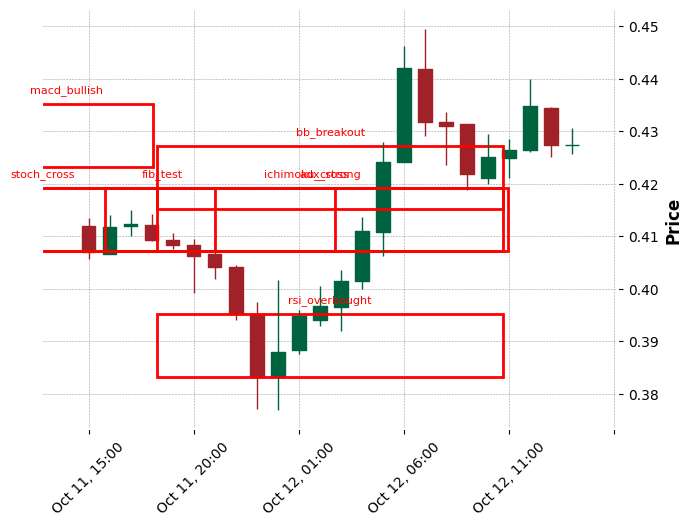 macd_bullish
bb_breakout
stoch_cross
fib_test
rsi_overbought
0.45
0.44
0.43
0.42
0.41
0.40
0.39
0.38
Price
Oct 11, 15:00
Oct 11, 20:00
Oct 12, 01:00
Oct 12, 06:00
Oct 12, 11:00